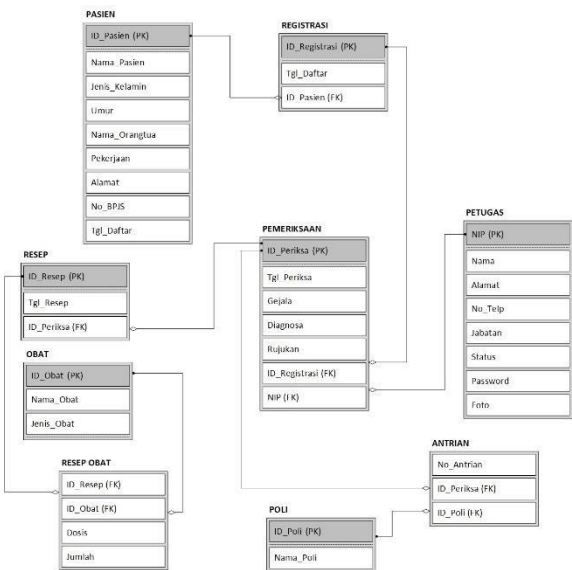 PASIEN
ID_Pasien (PK)
Nama_Pasien
Jenis_Kelamin
Umur
Nama_Orangtua
Pekerjaan
Alamat
No_BPJS
Tgl_Daftar
REGISTRASI
ID_Registrasi (PK)
Tgl_Daftar
ID_Pasien (FK)
PEMERIKSAAN
ID_Periksa (PK)
Tgl_Periksa
Gejala
Diagnosa
Rujukan
ID_Registrasi (FK)
NIP (FK)
PETUGAS
NIP (PK)
Nama
Alamat
No_Telp
Jabatan
Status
Password
Foto
RESEP
ID_Resep (PK)
Tgl_Resep
ID_Periksa (FK)
OBAT
ID_Obat (PK)
Nama_Obat
Jenis_Obat
RESEP OBAT
ID_Resep (FK)
ID_Obat (FK)
Dosis
Jumlah
ANTRIAN
No_Antrian
ID_Periksa (FK)
ID_Poli (FK)
POLI
ID_Poli (PK)
Nama_Poli